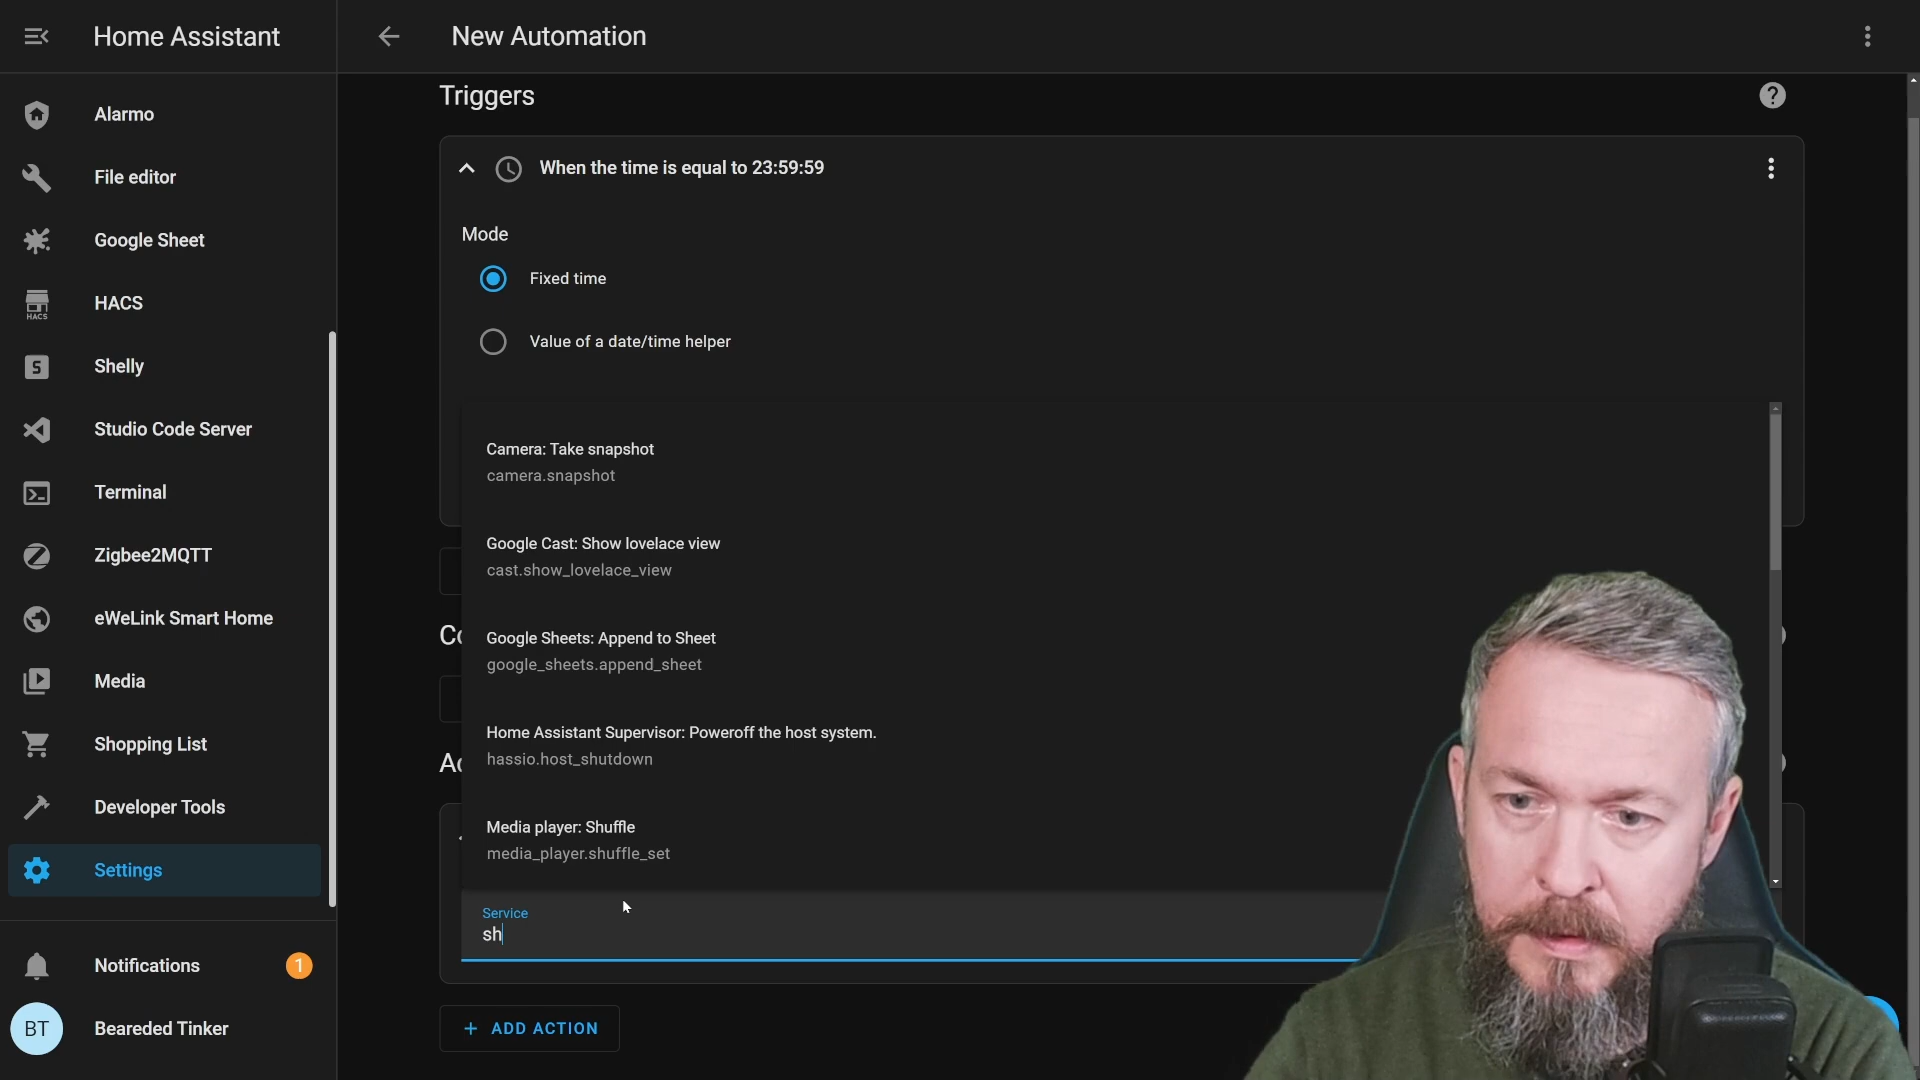 Home Assistant
New Automation
Alarmo
File editor
Google Sheet
HACS
HACS
S
Shelly
Studio Code Server
Terminal
Zigbee2MQTT
eWeLink Smart Home
Media
Shopping List
Developer Tools
Settings
Notifications
1
BT
Beareded Tinker
Triggers
?
When the time is equal to 23:59:59
Mode
Fixed time
Value of a date/time helper
Camera: Take snapshot
camera.snapshot
Google Cast: Show lovelace view
cast.show_lovelace_view
Google Sheets: Append to Sheet
google_sheets.append_sheet
Home Assistant Supervisor: Poweroff the host system.
hassio.host_shutdown
Media player: Shuffle
media_player.shuffle_set
Service
sh
+ ADD ACTION